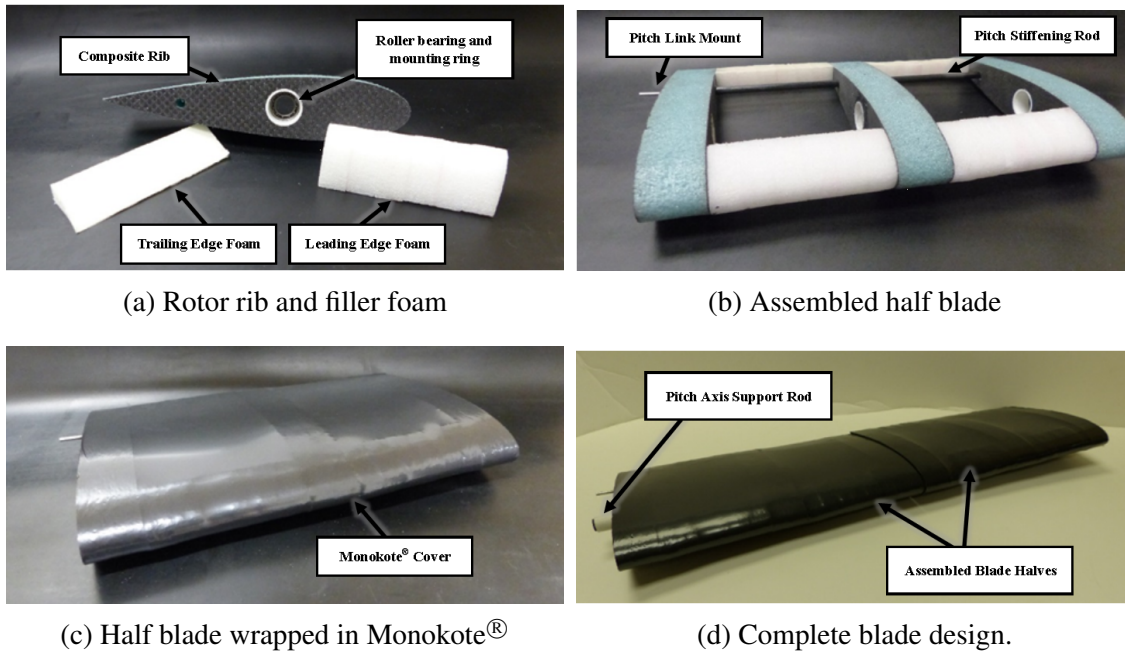 Composite Rib
Roller bearing and
mounting ring
Trailing Edge Foam
Leading Edge Foam
(a) Rotor rib and filler foam
Pitch Link Mount
Pitch Stiffening Rod
(b) Assembled half blade
Monokote® Cover
(c) Half blade wrapped in Monokote®
Pitch Axis Support Rod
Assembled Blade Halves
(d) Complete blade design.